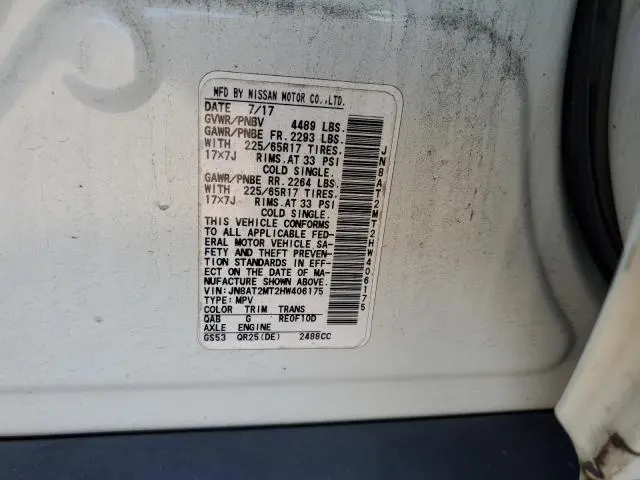 MFD BY NISSAN MOTOR CO.,LTD.
DATE 7/17
GVWR/PNBV 4489 LBS.
GAWR/PNBE FR. 2293 LBS.
WITH 225/65R17 TIRES.
17×7J RIMS.AT 33 PSI
COLD SINGLE.
GAWR/PNBE RR. 2264 LBS.
WITH 225/65R17 TIRES.
17×7J RIMS.AT 33 PSI
COLD SINGLE.
THIS VEHICLE CONFORMS
TO ALL APPLICABLE FED-
ERAL MOTOR VEHICLE SA-
FETY AND THEFT PREVEN-
TION STANDARDS IN EFF-
ECT ON THE DATE OF MA-
NUFACTURE SHOWN ABOVE.
VIN: JN8AT2MT2HW406175
TYPE: MPV
COLOR TRIM TRANS
QAB G RE0F10D
AXLE ENGINE
GS53 QR25(DE) 2488CC
JN8AT2MT2HW406175